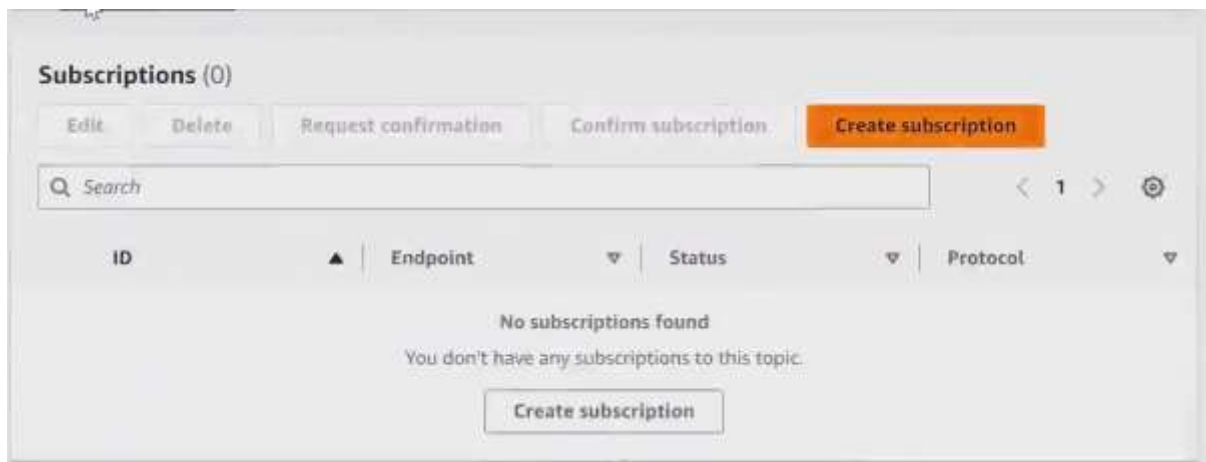 Subscriptions (0)
Edit Delete Request confirmation Confirm subscription Create subscription
Search 1
ID Endpoint Status Protocol
No subscriptions found
You don't have any subscriptions to this topic.
Create subscription